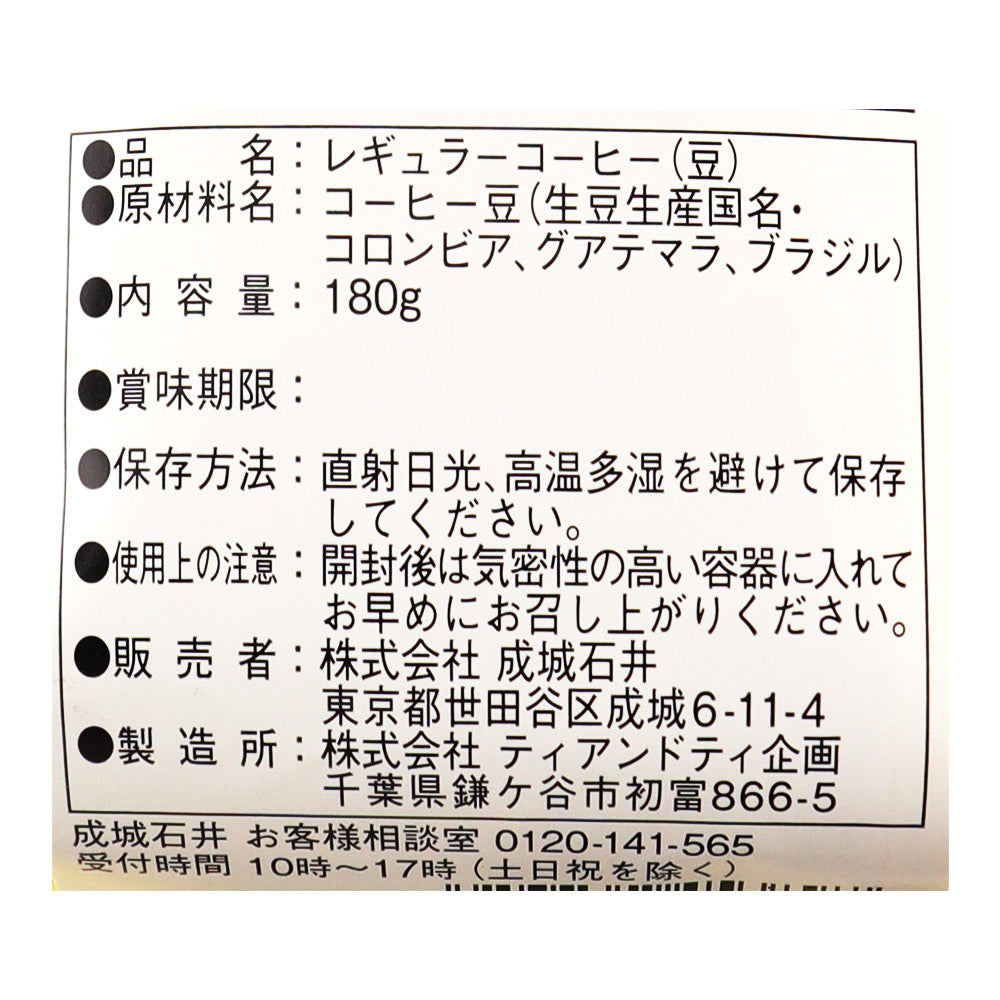 ●品名：レギュラーコーヒー（豆）
●原材料名：コーヒー豆（生豆生産国名・
コロンビア、グアテマラ、ブラジル）
●内容量：180g
●賞味期限：
●保存方法：直射日光、高温多湿を避けて保存
してください。
●使用上の注意：開封後は気密性の高い容器に入れて
お早めにお召し上がりください。
●販売者：株式会社 成城石井
東京都世田谷区成城6-11-4
●製造所：株式会社 ティアンドティ企画
千葉県鎌ケ谷市初富866-5
成城石井 お客様相談室 0120-141-565
受付時間 10時～17時（土日祝を除く）